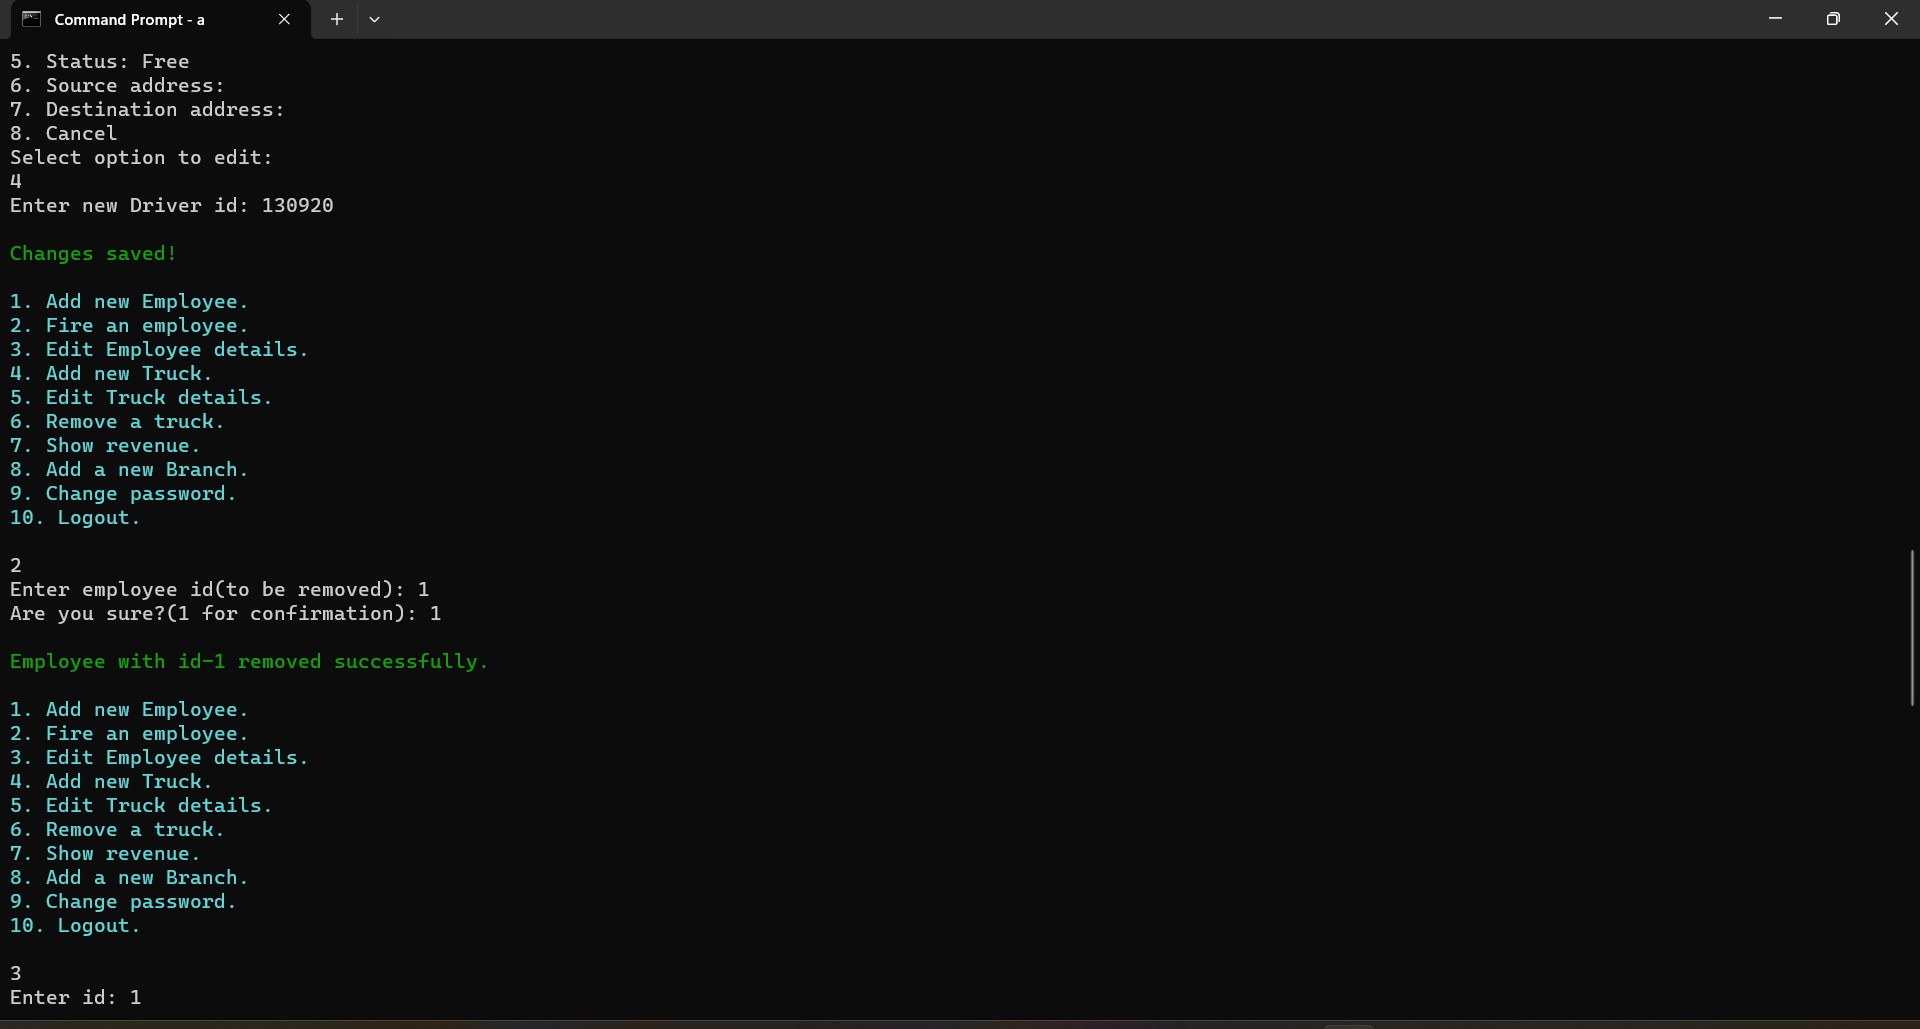 Command Prompt - a
5. Status: Free
6. Source address:
7. Destination address:
8. Cancel
Select option to edit:
4
Enter new Driver id: 130920
Changes saved!
1. Add new Employee.
2. Fire an employee.
3. Edit Employee details.
4. Add new Truck.
5. Edit Truck details.
6. Remove a truck.
7. Show revenue.
8. Add a new Branch.
9. Change password.
10. Logout.
2
Enter employee id(to be removed): 1
Are you sure?(1 for confirmation): 1
Employee with id-1 removed successfully.
1. Add new Employee.
2. Fire an employee.
3. Edit Employee details.
4. Add new Truck.
5. Edit Truck details.
6. Remove a truck.
7. Show revenue.
8. Add a new Branch.
9. Change password.
10. Logout.
3
Enter id: 1